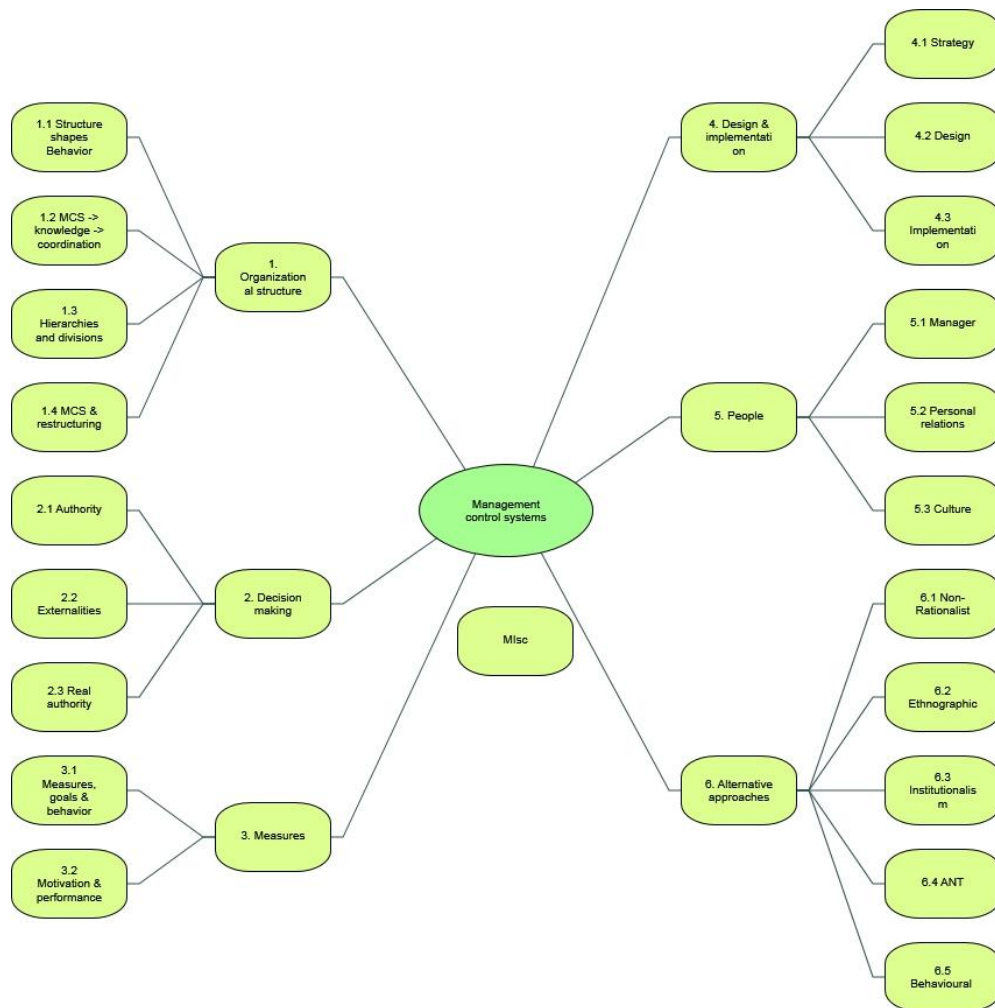 1.1 Structure
shapes
Behavior
1.2 MCS ->
knowledge ->
coordination
1.3
Hierarchies
and divisions
1.4 MCS &
restructuring
1.
Organization
al structure
2.1 Authority
2.2
Externalities
2.3 Real
authority
2. Decision
making
3.1
Measures,
goals &
behavior
3.2
Motivation &
performance
3. Measures
Management
control systems
MIsc
4. Design &
implementati
on
4.1 Strategy
4.2 Design
4.3
Implementati
on
5. People
5.1 Manager
5.2 Personal
relations
5.3 Culture
6. Alternative
approaches
6.1 Non-
Rationalist
6.2
Ethnographic
6.3
Institutionalis
m
6.4 ANT
6.5
Behavioural